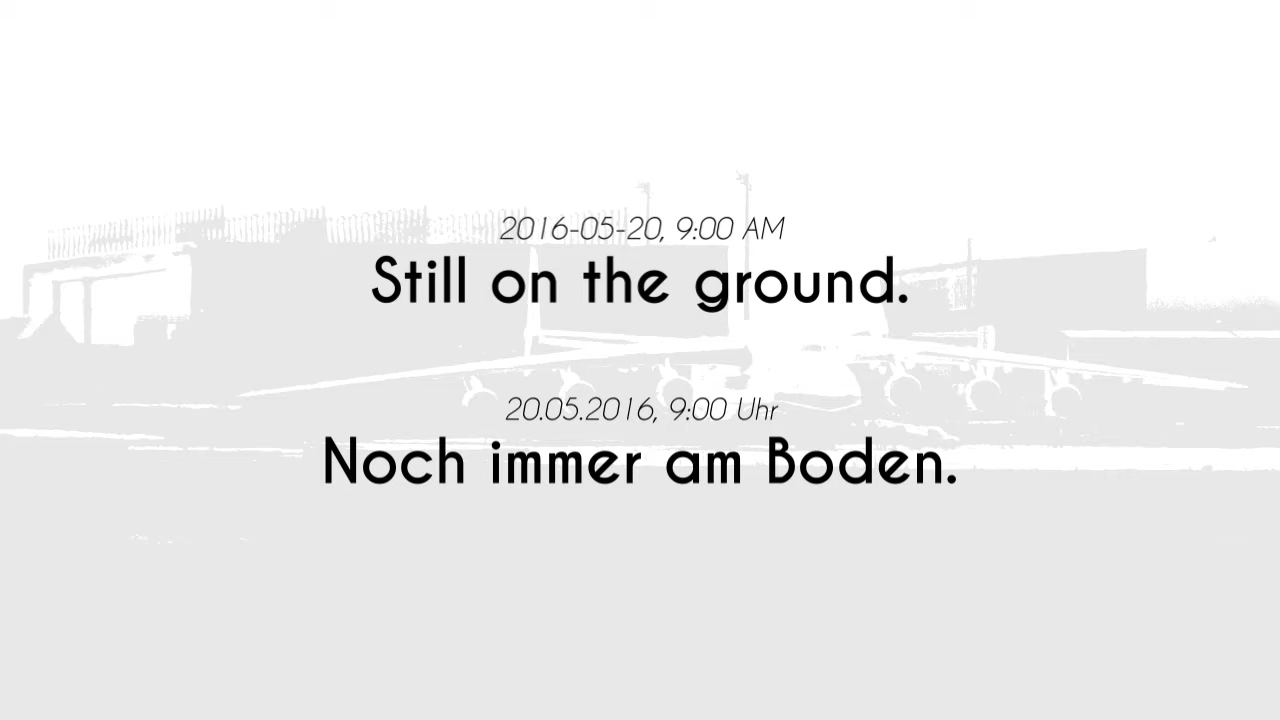 2016-05-20, 9:00 AM
Still on the ground.
20.05.2016, 9:00 Uhr
Noch immer am Boden.